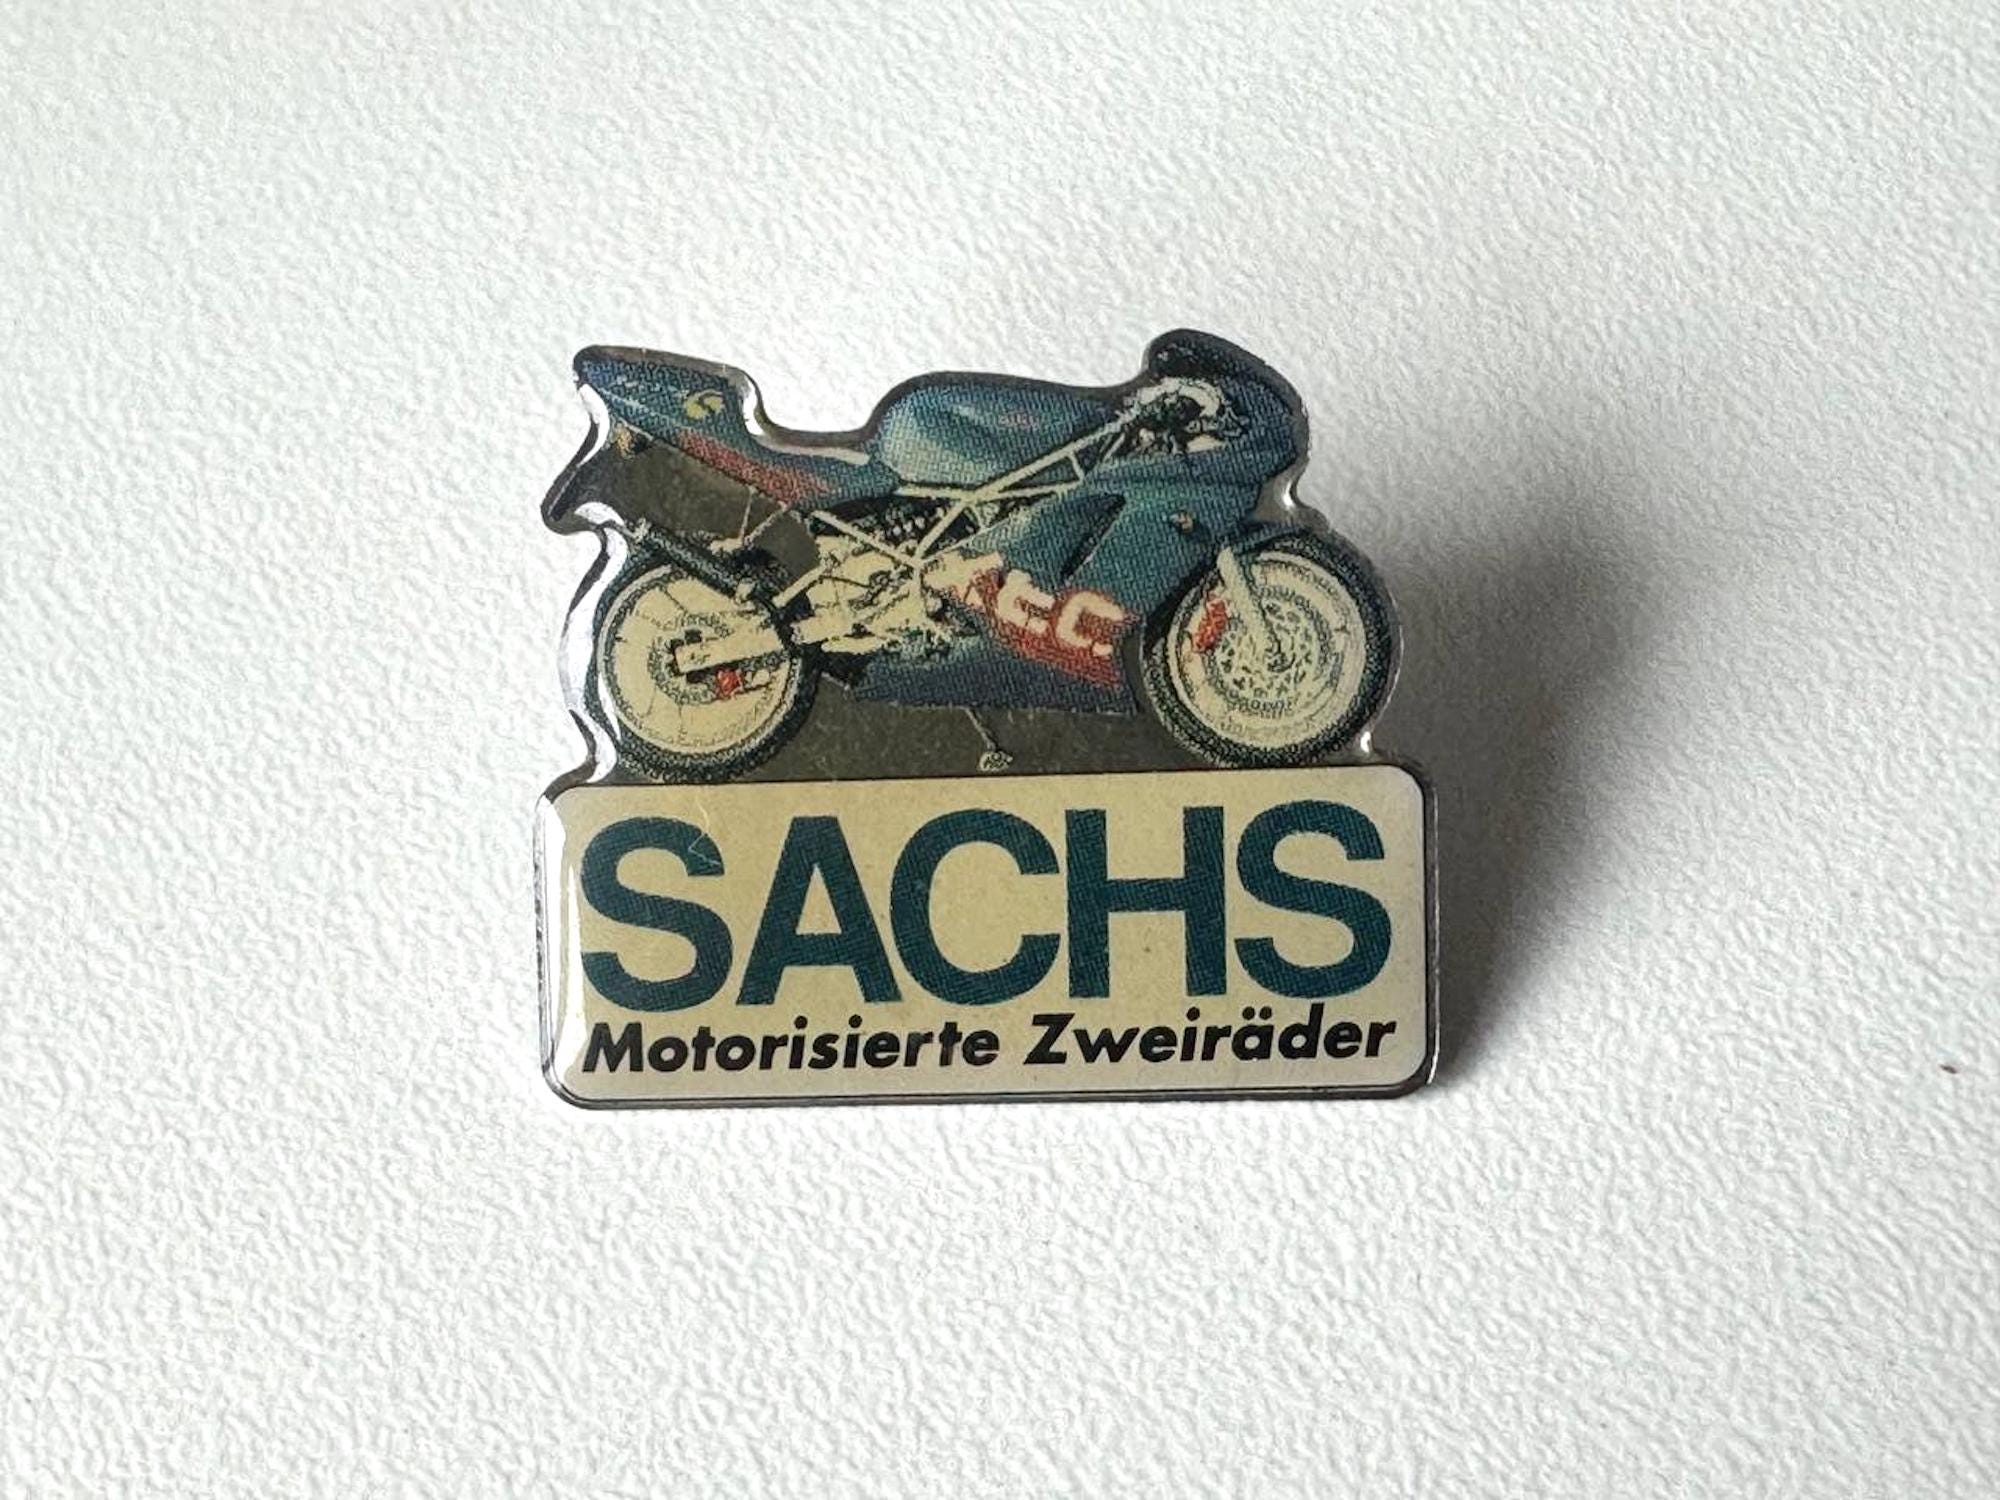 SACHS
Motorisierte Zweiräder